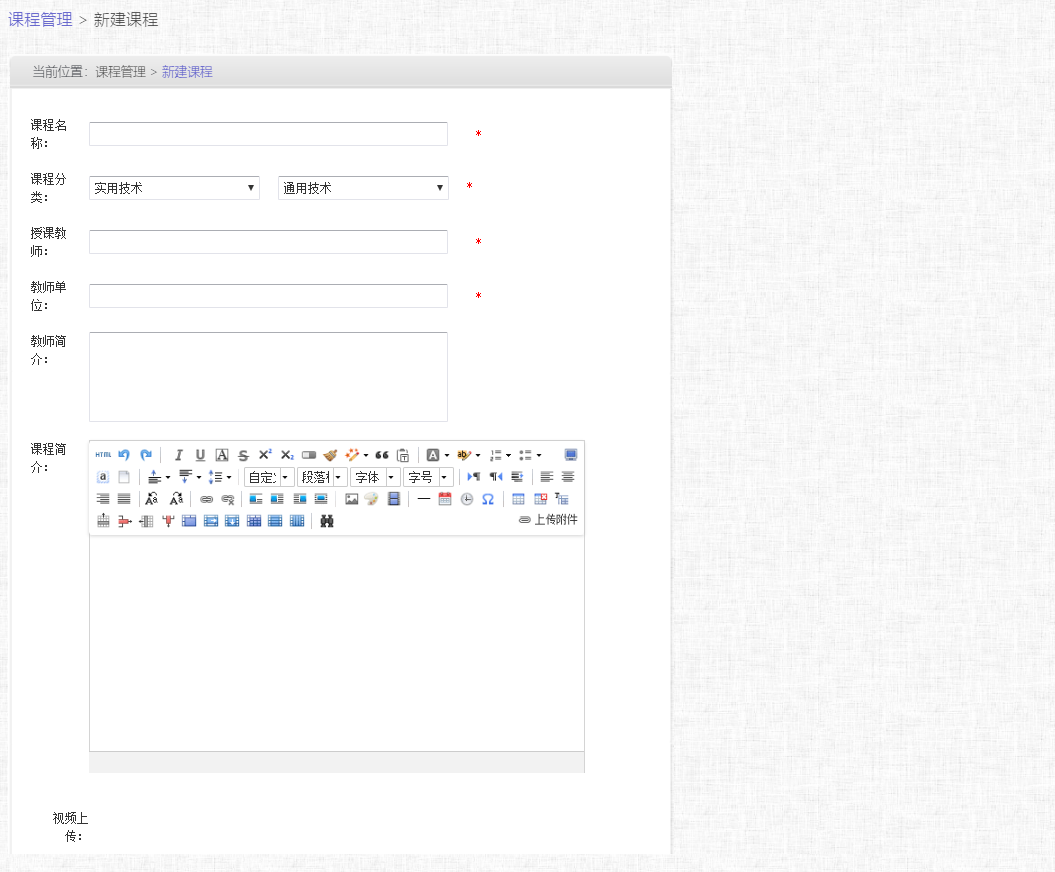 课程管理 > 新建课程
当前位置: 课程管理 > 新建课程
课程名
称:
*
课程分
类:
实用技术
通用技术
*
授课教
师:
*
教师单
位:
*
教师简
介:
课程简
介:
HTML
自定
段落
字体
字号
上传附件
视频上
传: